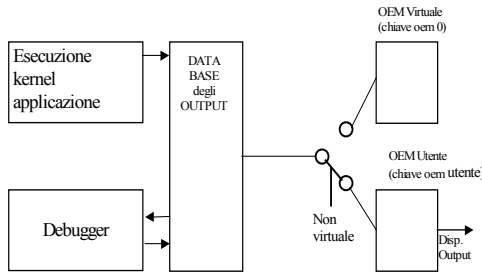 OEM Virtuale
(chiave oem 0)
Esecuzione
kernel
applicazione
DATA
BASE
degli
OUTPUT
OEM Utente
(chiave oem utente)
Debugger
Non
virtuale
Disp.
Output